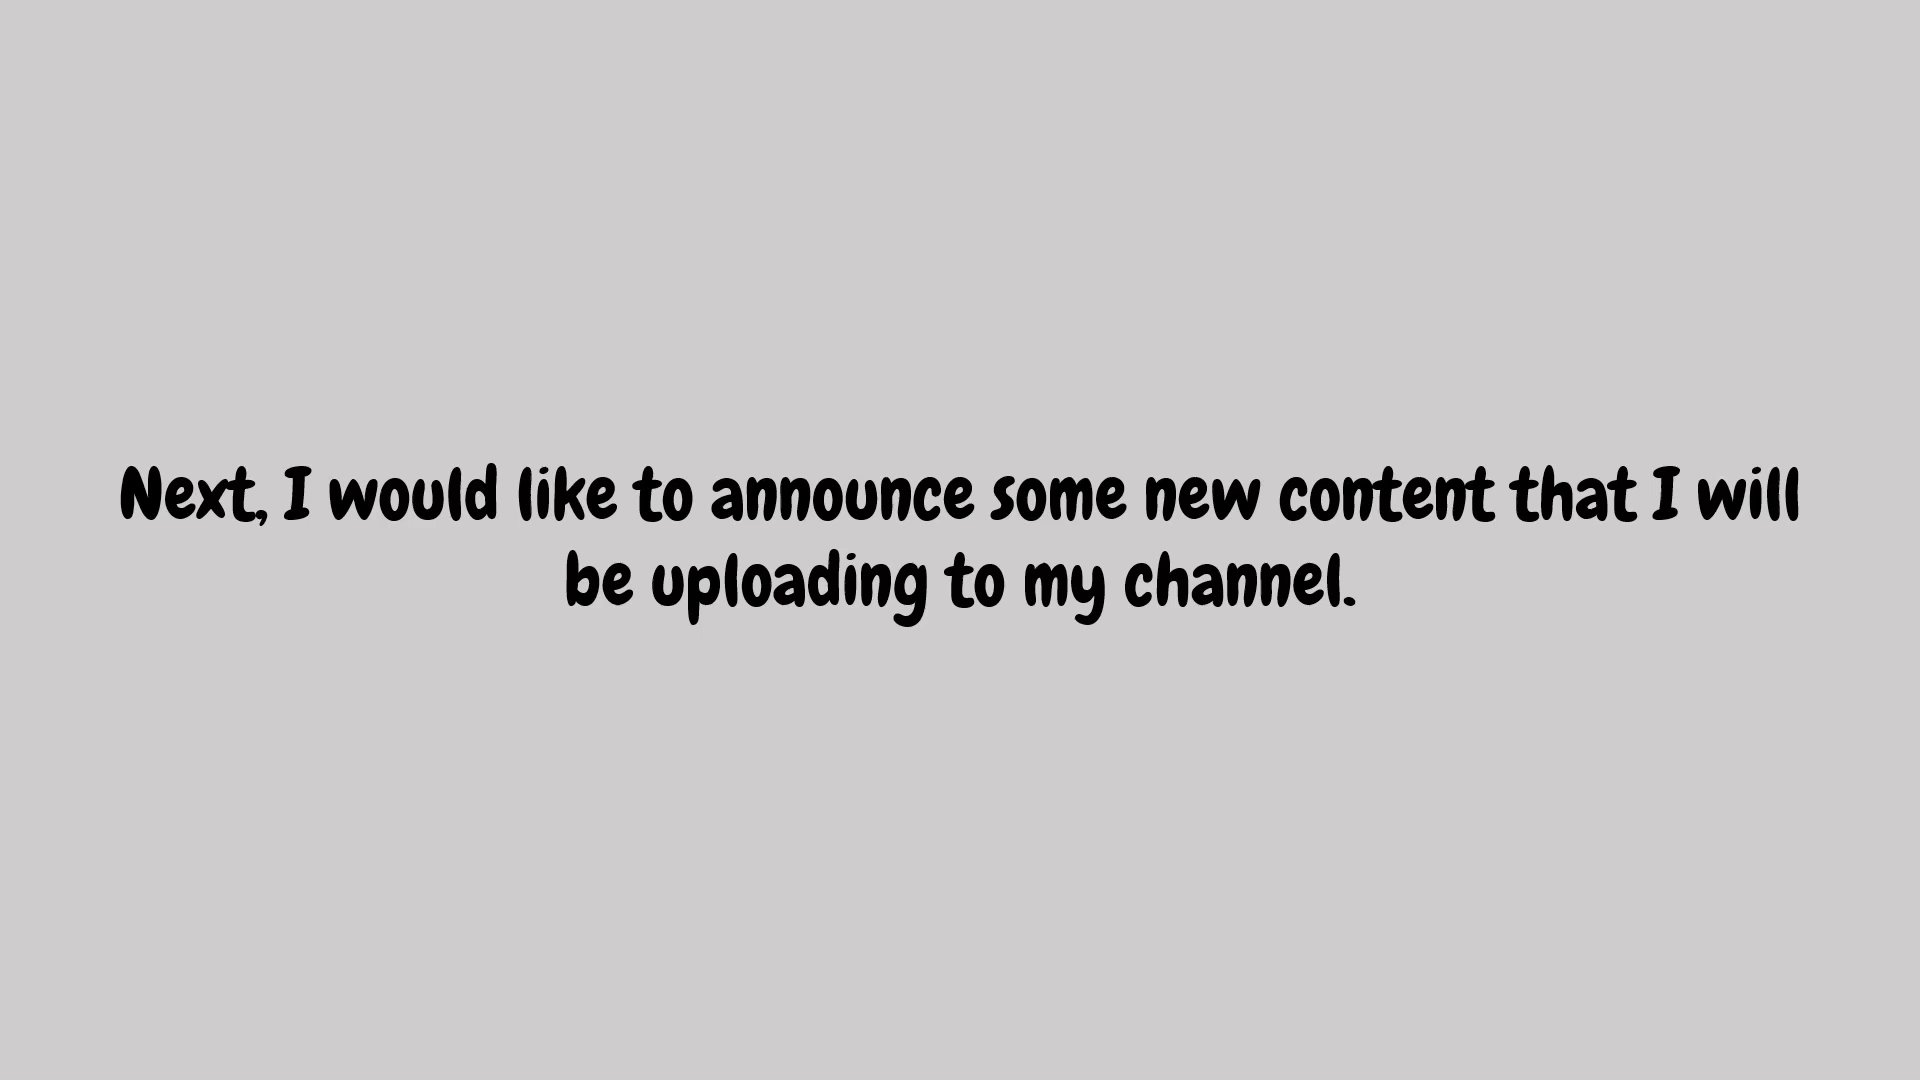 Next, I would like to announce some new content that I will
be uploading to my channel.